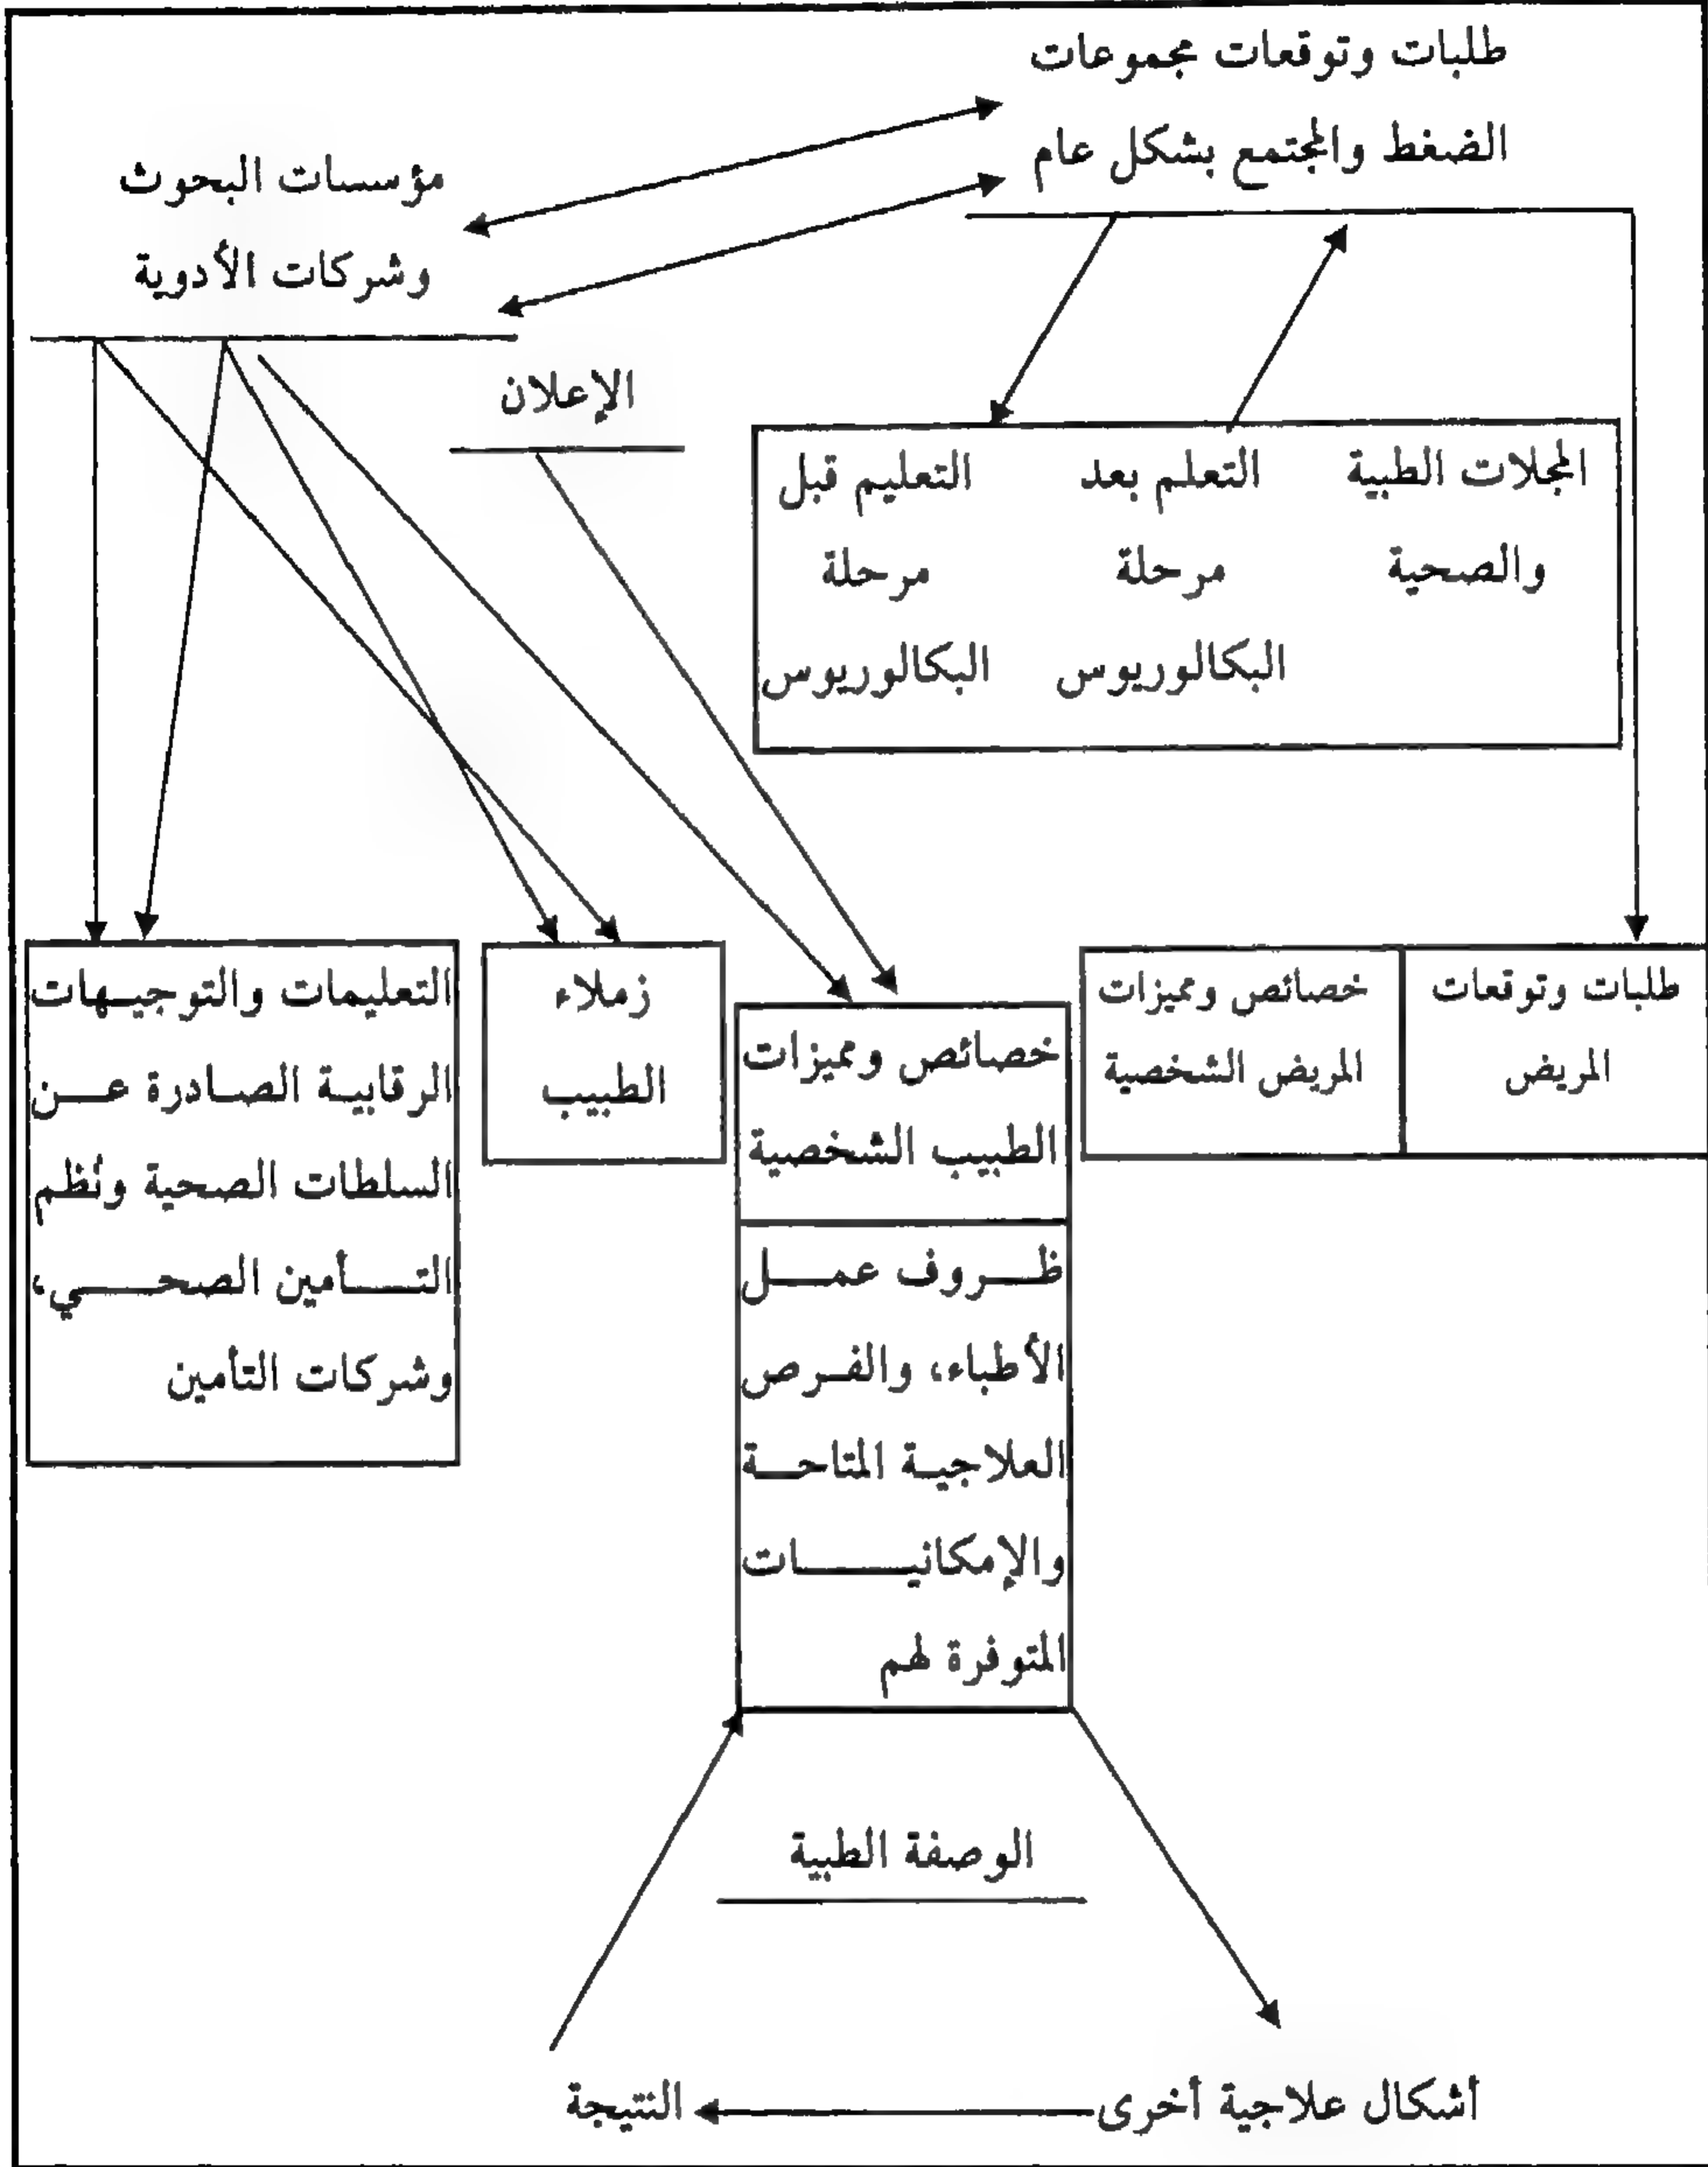 طلبات وتوقعات مجموعات
الضغط والمجتمع بشكل عام
مؤسسات البحوث
وشركات الأدوية
الإعلان
المجلات الطبية
والصحية
التعلم بعد
مرحلة
البكالوريوس
التعليم قبل
مرحلة
البكالوريوس
طلبات وتوقعات
المريض
خصائص ومميزات
المريض الشخصية
خصائص ومميزات
الطبيب الشخصية
ظروف عمل
الأطباء، والفرص
العلاجية المتاحة
والإمكانيات
المتوفرة لهم
زملاء
الطبيب
التعليمات والتوجيهات
الرقابية الصادرة عن
السلطات الصحية ونُظم
التأمين الصحي،
وشركات التأمين
الوصفة الطبية
أشكال علاجية أخرى
النتيجة